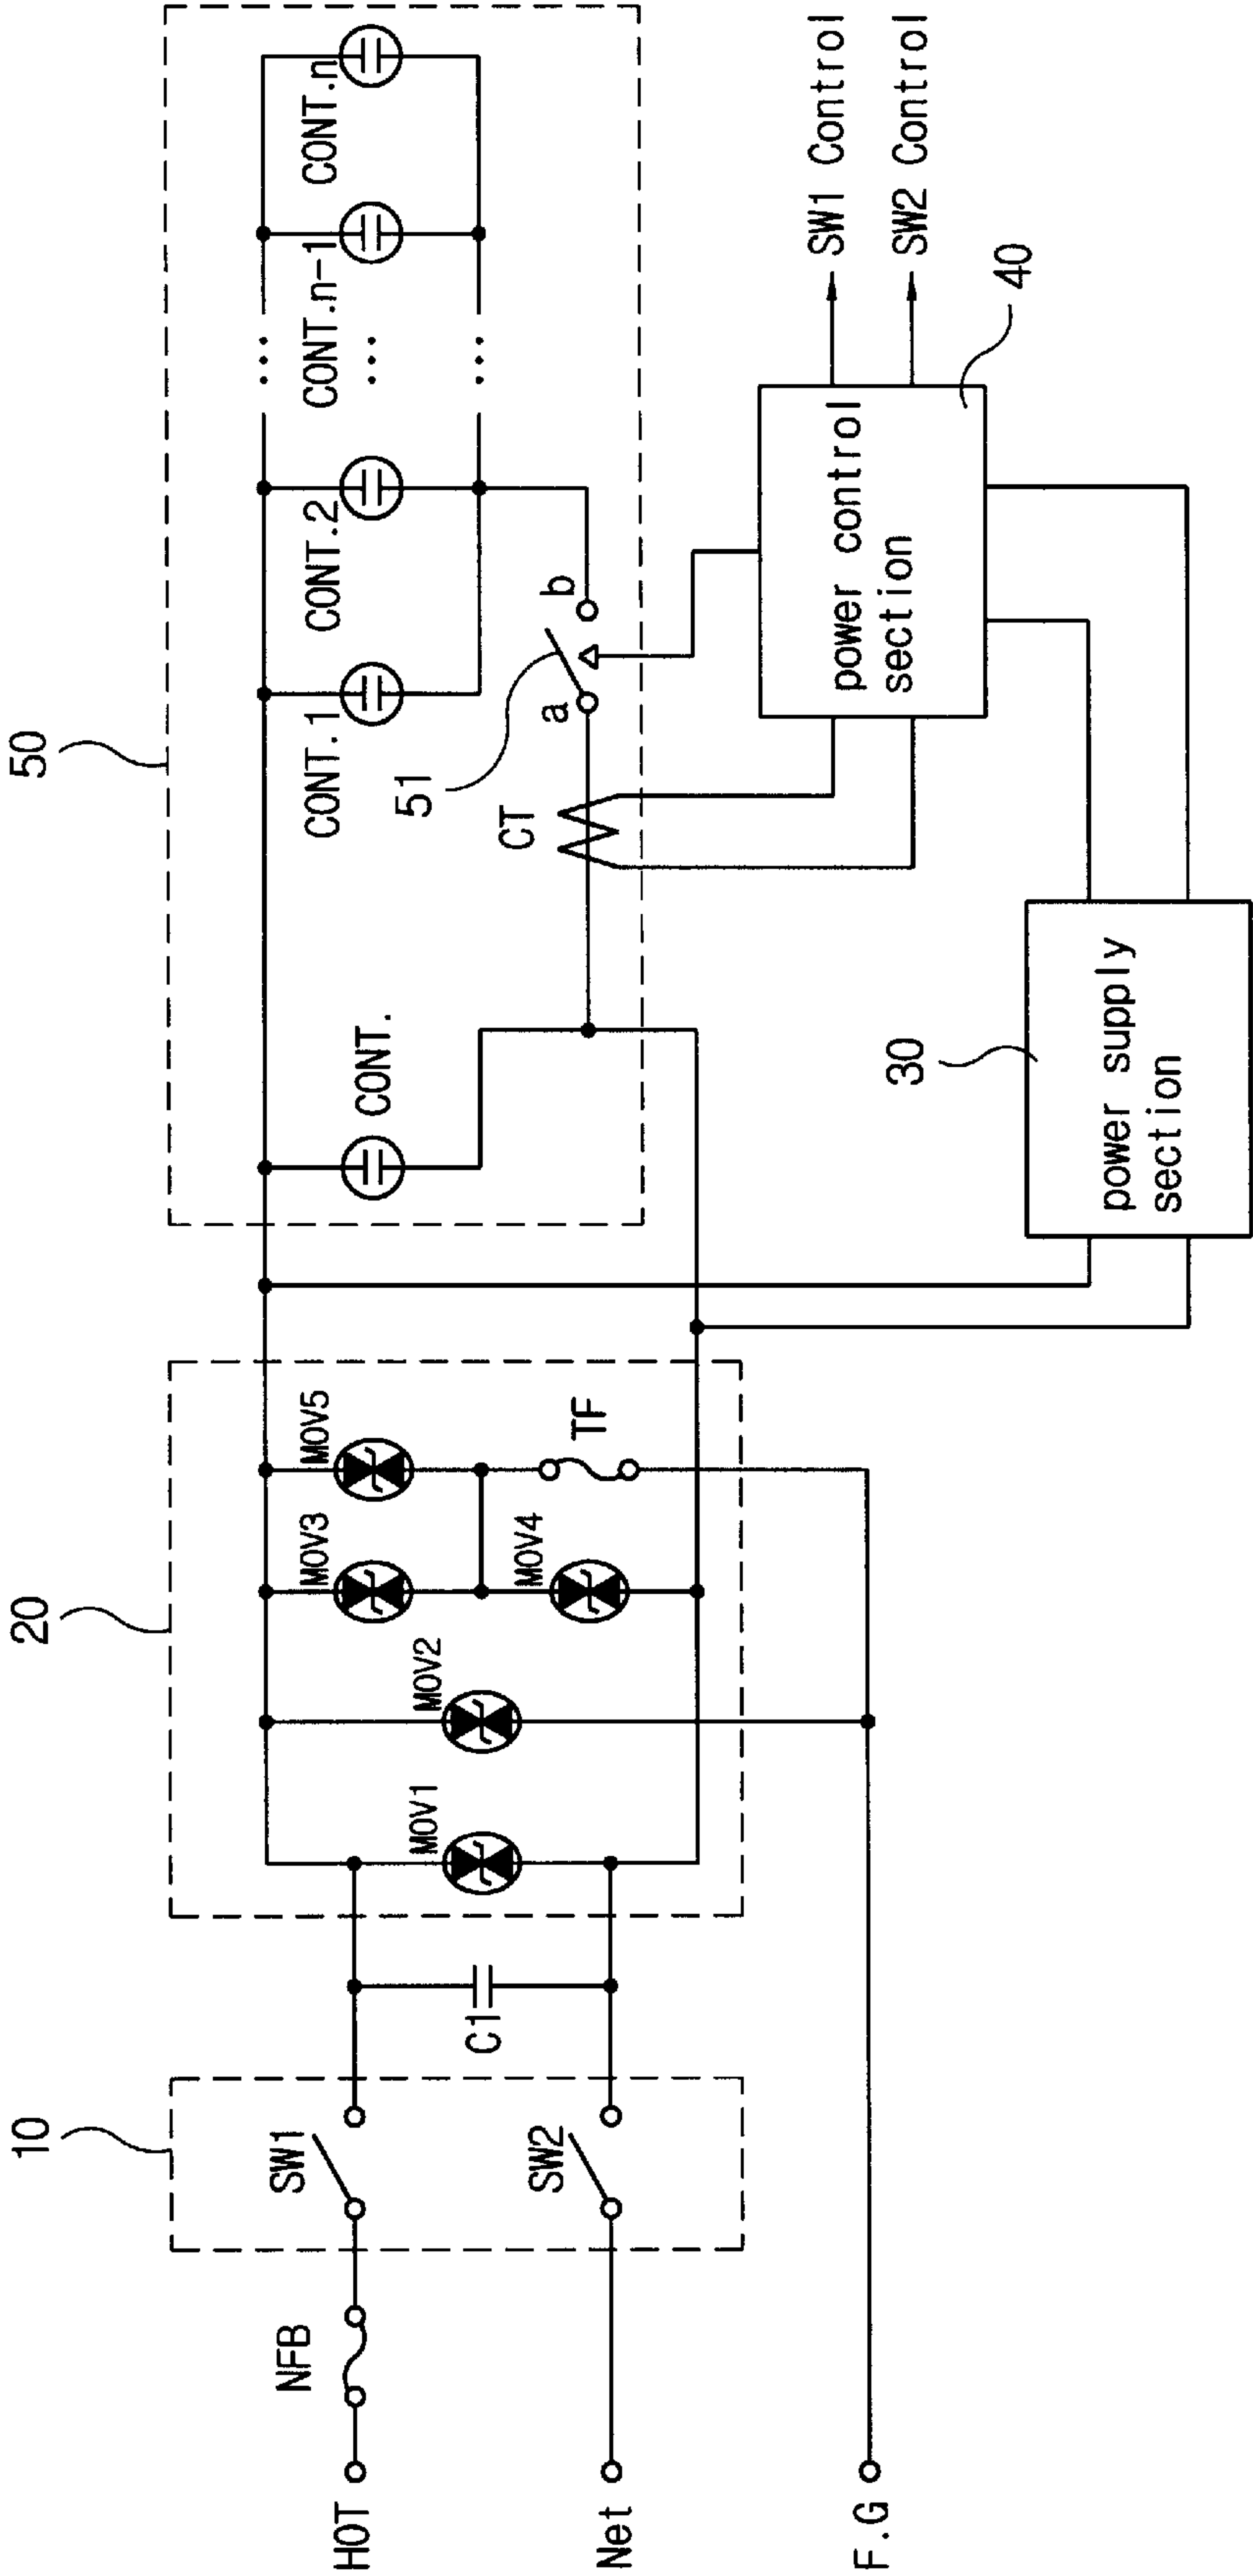 10
20
50
HOT
NFB
SW1
C1
MOV1
MOV2
MOV3
MOV5
CONT.
CONT.1
CONT.2
CONT.n-1
CONT.n
...
...
...
Net
SW2
MOV4
TF
CT
51
a
b
F.G
30
power supply
section
power control
section
40
SW1 Control
SW2 Control